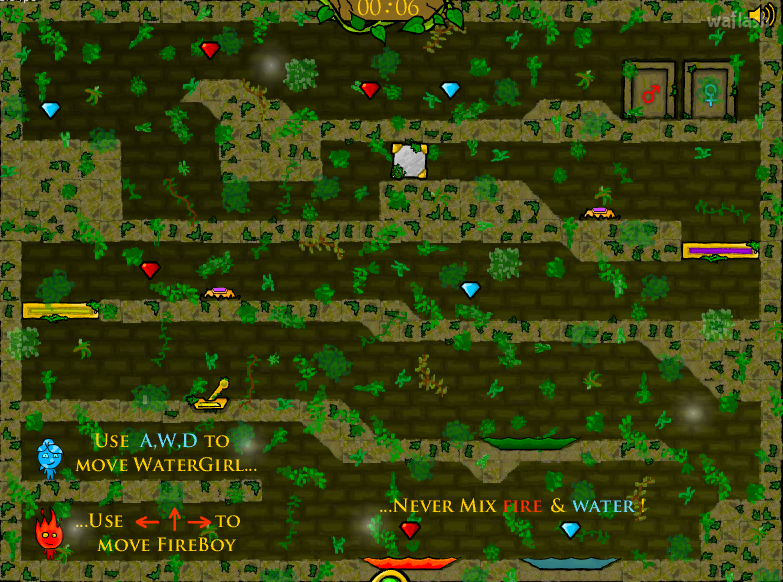 00:06
USE A,W,D TO
MOVE WATERGIRL...
...USE TO
MOVE FIREBOY
...NEVER MIX FIRE & WATER !